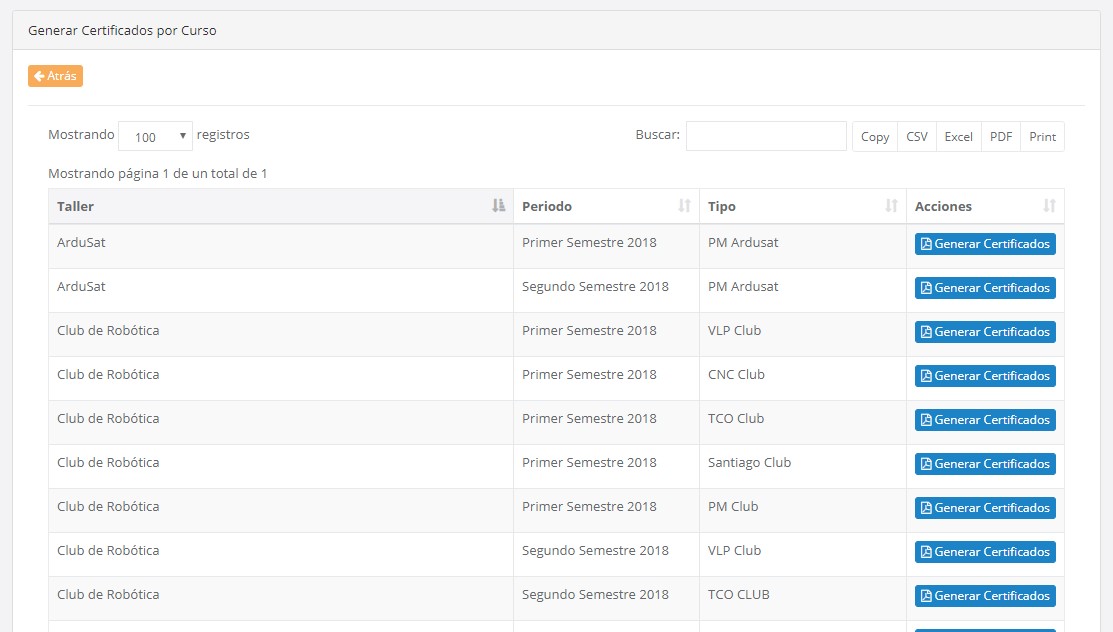 Generar Certificados por Curso
Atrás
Mostrando 100 registros Buscar: Copy CSV Excel PDF Print
Mostrando página 1 de un total de 1
Taller Periodo Tipo Acciones
ArduSat Primer Semestre 2018 PM Ardusat Generar Certificados
ArduSat Segundo Semestre 2018 PM Ardusat Generar Certificados
Club de Robótica Primer Semestre 2018 VLP Club Generar Certificados
Club de Robótica Primer Semestre 2018 CNC Club Generar Certificados
Club de Robótica Primer Semestre 2018 TCO Club Generar Certificados
Club de Robótica Primer Semestre 2018 Santiago Club Generar Certificados
Club de Robótica Primer Semestre 2018 PM Club Generar Certificados
Club de Robótica Segundo Semestre 2018 VLP Club Generar Certificados
Club de Robótica Segundo Semestre 2018 TCO CLUB Generar Certificados